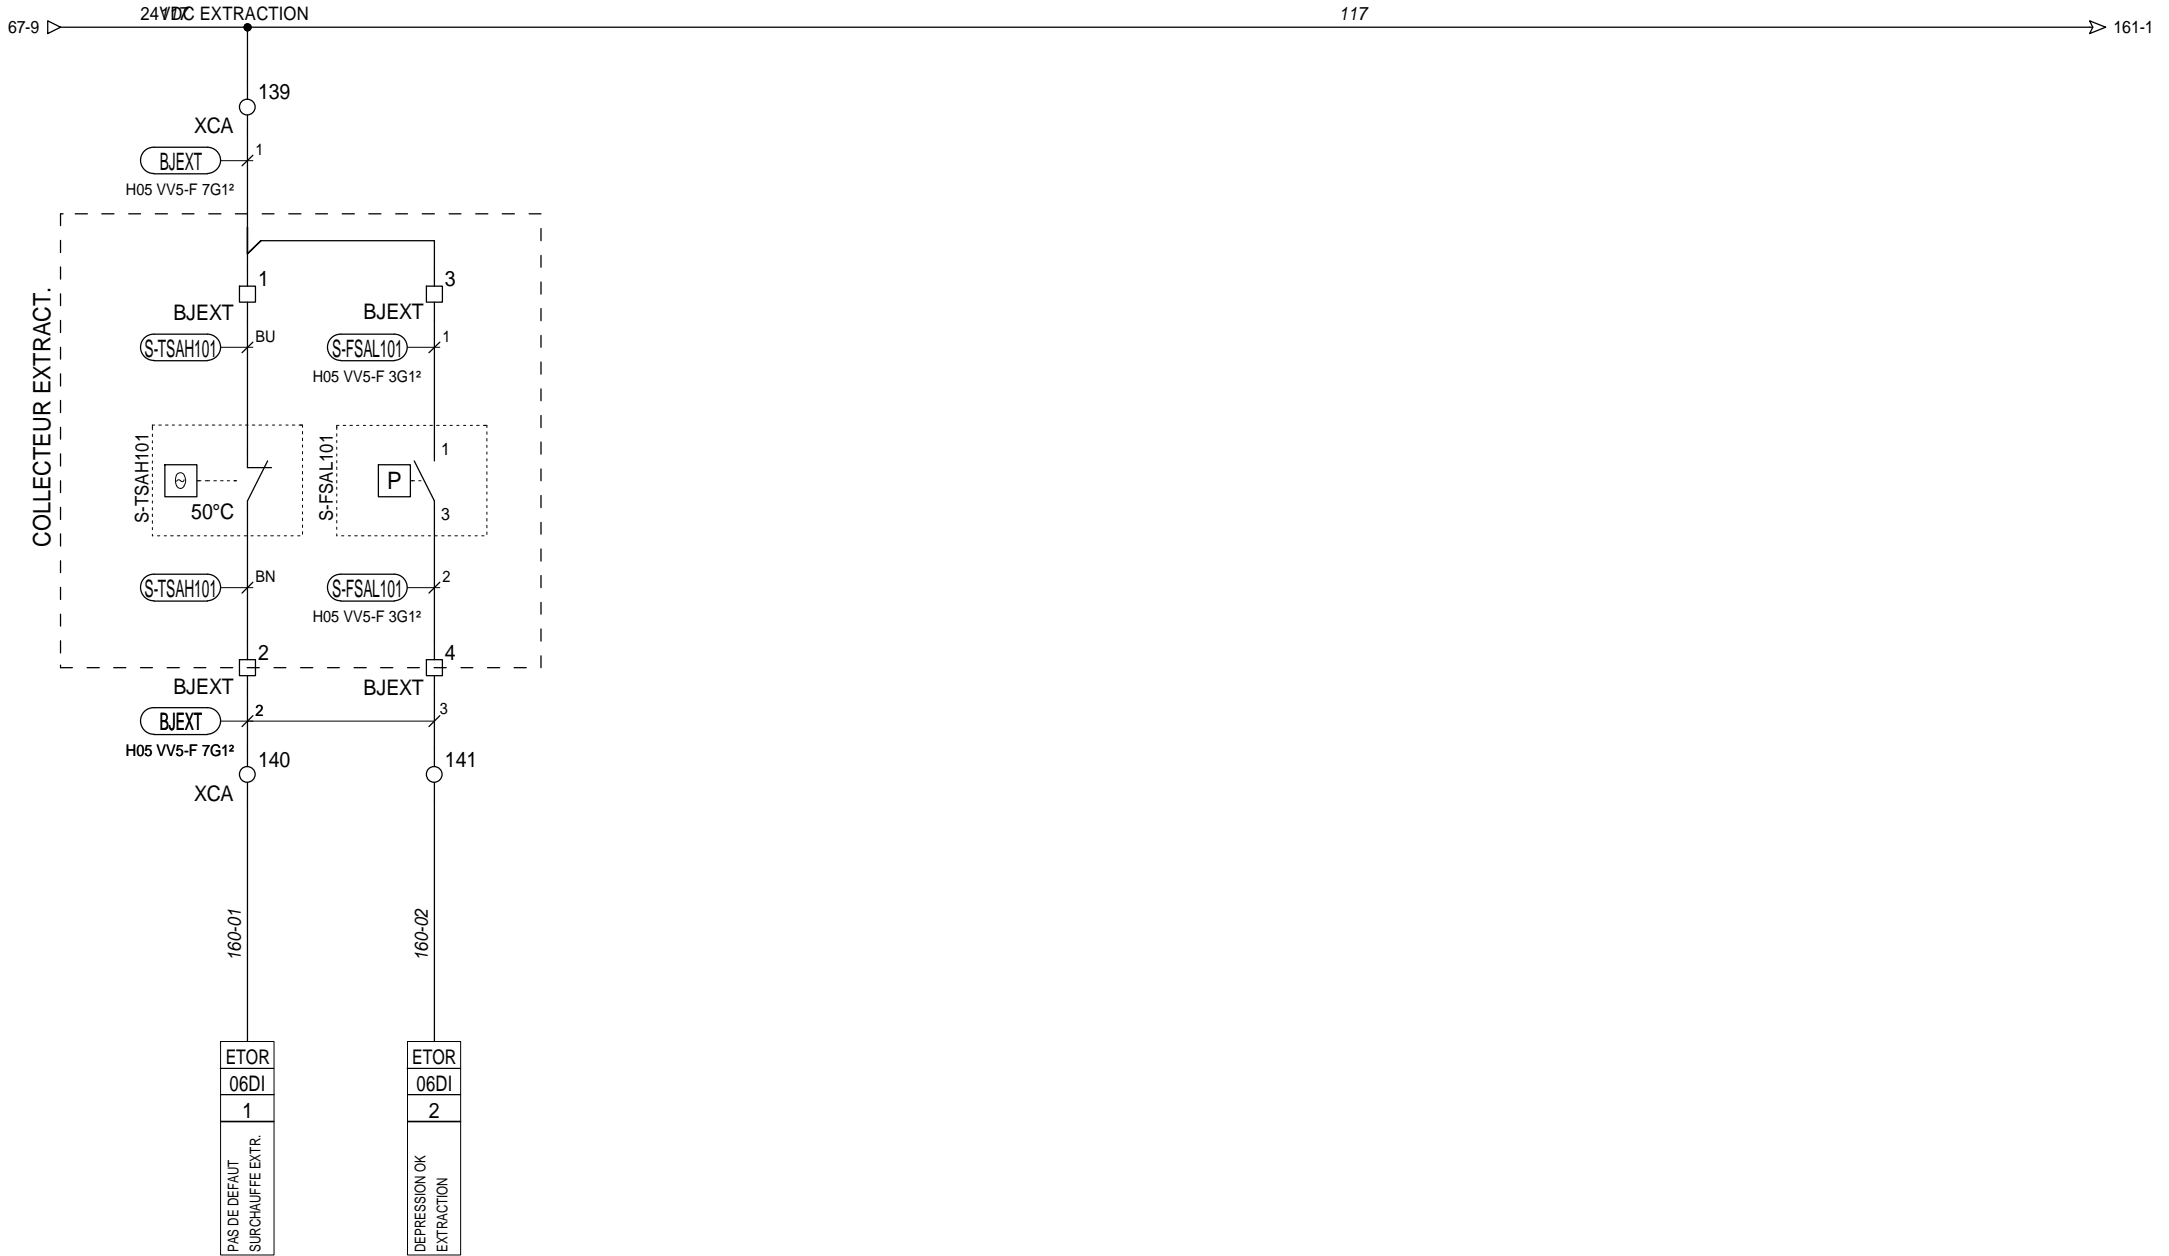 24VDC EXTRACTION
117
117
67-9
161-1
139
XCA
BJEXT
1
H05 VV5-F 7G1²
COLLECTEUR EXTRACT.
1
3
BJEXT
BJEXT
S-TSAH101
BU
S-FSAL101
1
H05 VV5-F 3G1²
S-TSAH101
50°C
S-FSAL101
P
1
3
S-TSAH101
BN
S-FSAL101
2
H05 VV5-F 3G1²
2
4
BJEXT
BJEXT
BJEXT
2
3
H05 VV5-F 7G1²
140
141
XCA
160-01
160-02
ETOR
06DI
1
PAS DE DEFAUT
SURCHAUFFE EXTR.
ETOR
06DI
2
DEPRESSION OK
EXTRACTION